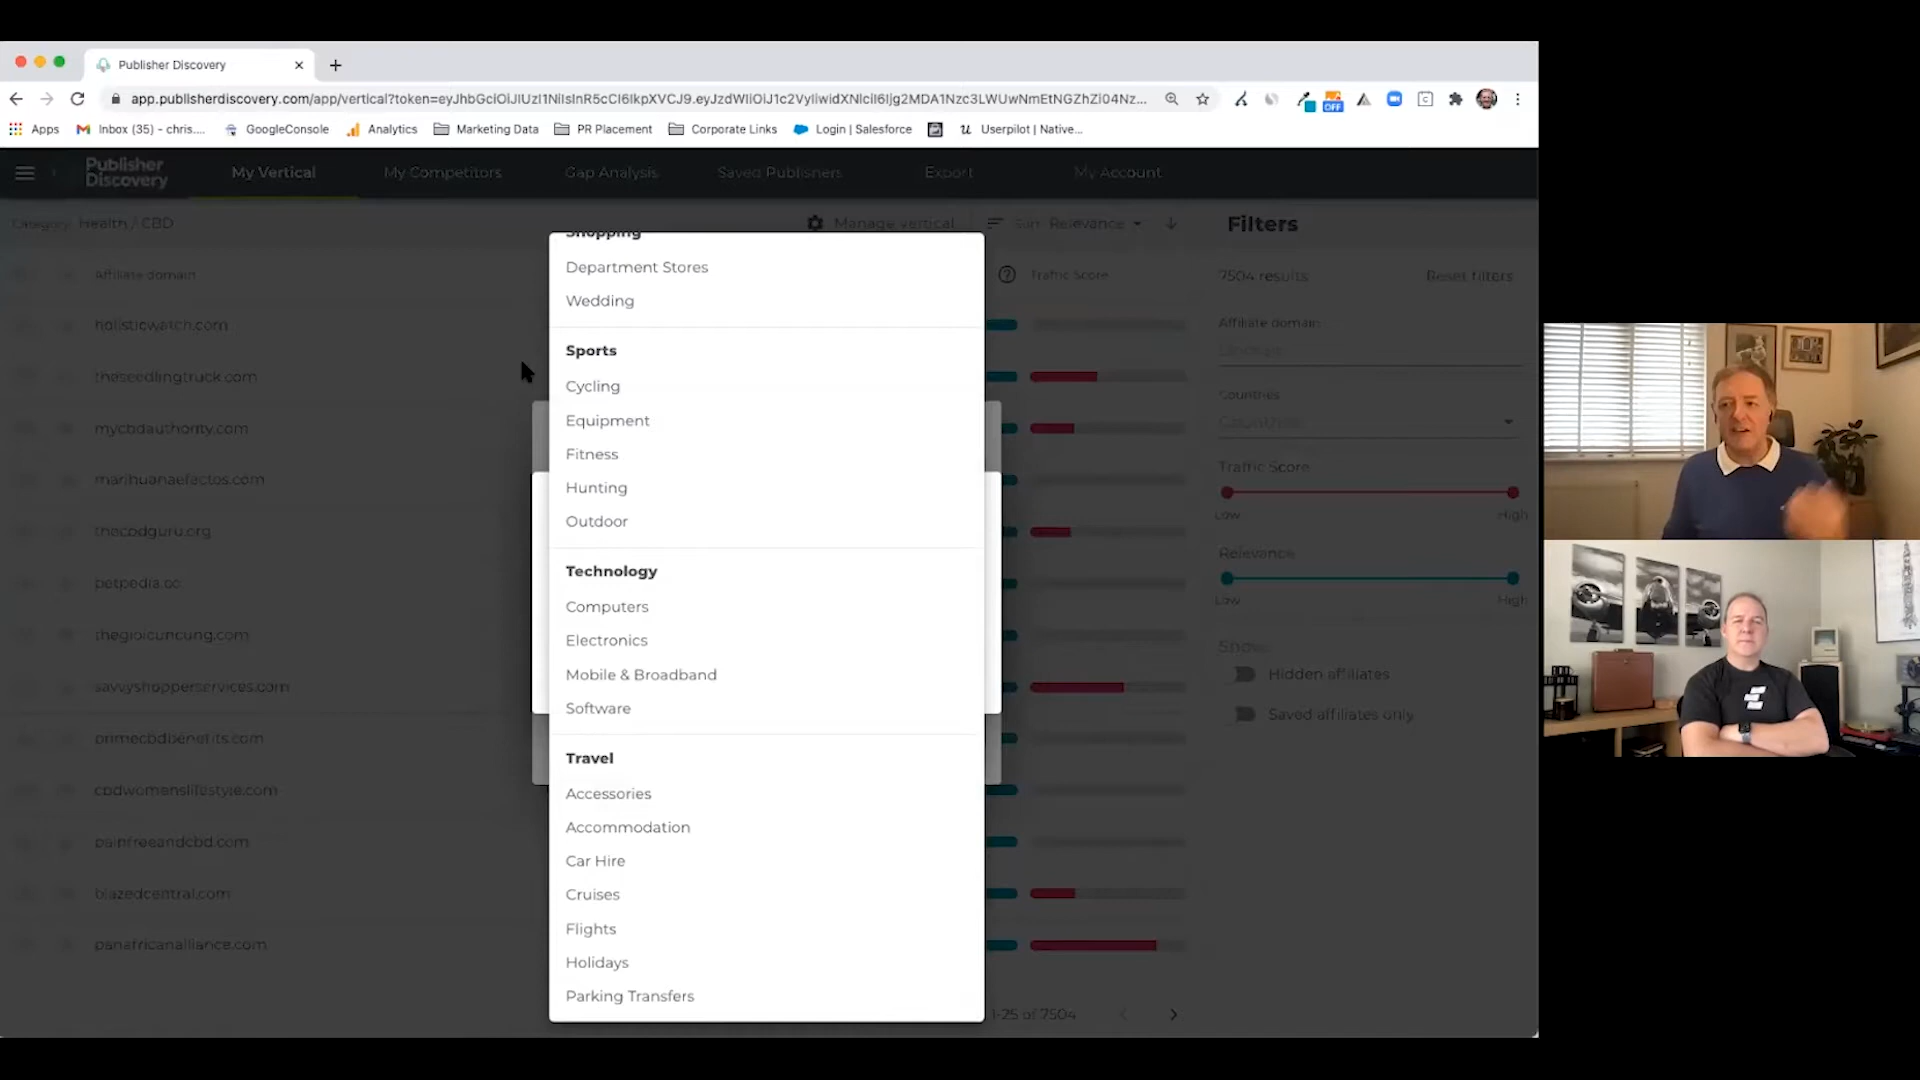 Publisher Discovery
app.publisherdiscovery.com/app/vertical?token=eyJhbGciOiJIUzI1NiIsInR5cCI6IkpXVCJ9.eyJzdWIiOiJ1c2VyIiwidXNlciI6Ijg2MDA1Nzc3LWUwNmEtNGZhZi04Nz...
OFF
Apps
Inbox (35) - chris....
GoogleConsole
Analytics
Marketing Data
PR Placement
Corporate Links
Login | Salesforce
Userpilot | Native...
Publisher
Discovery
My Vertical
My Competitors
Gap Analysis
Saved Publishers
Export
My Account
Category: Health / CBD
Manage vertical
Sort: Relevance
Filters
Affiliate domain
Traffic Score
7504 results
Reset filters
holisticwatch.com
theseedlingtruck.com
mycbdauthority.com
marihuanaefectos.com
thecbdguru.org
petpedia.co
thegioicuncung.com
savvyshopperservices.com
primecbdbenefits.com
cbdwomenslifestyle.com
painfreeandcbd.com
blazedcentral.com
panafricanalliance.com
Shopping
Department Stores
Wedding
Sports
Cycling
Equipment
Fitness
Hunting
Outdoor
Technology
Computers
Electronics
Mobile & Broadband
Software
Travel
Accessories
Accommodation
Car Hire
Cruises
Flights
Holidays
Parking Transfers
Affiliate domain
Countries
Countries
Traffic Score
Low
High
Relevance
Low
High
Show
Hidden affiliates
Saved affiliates only
1-25 of 7504